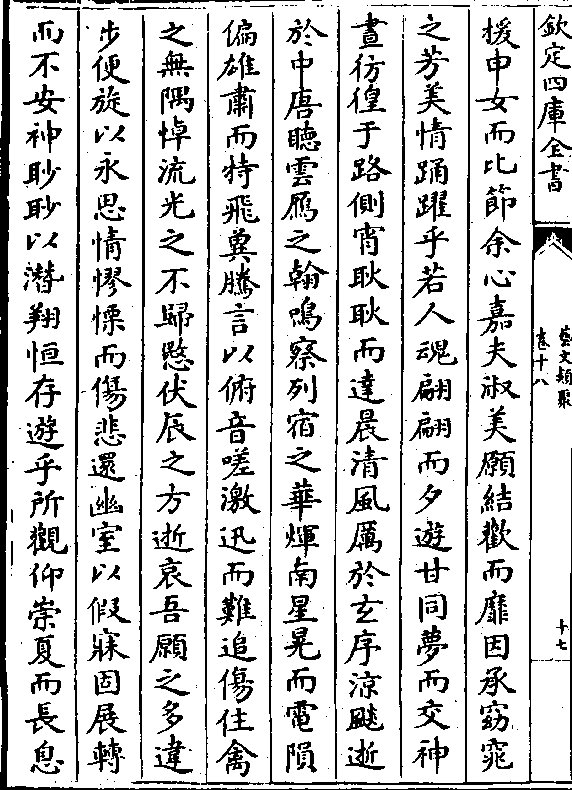 欽定四庫全書
藝文類聚
卷十八
十七
援申女而比節余心嘉夫淑美願結歡而靡因承窈窕
之芳美情踊躍乎若人魂翩翩而夕遊甘同夢而交神
晝彷徨于路側宵耿耿而達晨清風厲於玄序涼飇逝
於中唐聽雲鴈之翰鳴察列宿之華輝南星晃而電隕
偏雄肅而特飛冀騰言以俯音嗟激迅而難追傷住禽
之無隅悼流光之不歸愍伏辰之方逝哀吾願之多違
步便旋以永思情憀慄而傷悲還幽室以假寐固展轉
而不安神眇眇以潛翔恒存遊乎所觀仰崇夏而長息